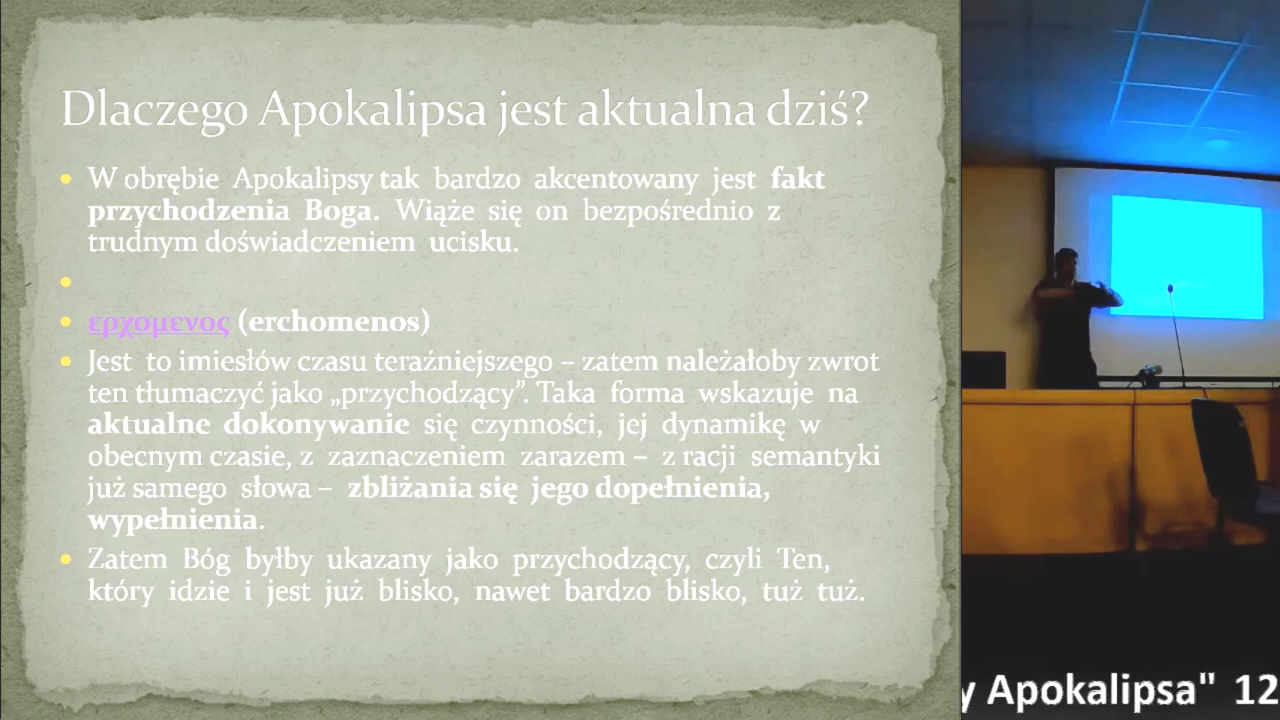 Dlaczego Apokalipsa jest aktualna dziś?
W obrębie Apokalipsy tak bardzo akcentowany jest fakt
przychodzenia Boga. Wiąże się on bezpośrednio z
trudnym doświadczeniem ucisku.
ερχομενος (erchomenos)
Jest to imiesłów czasu teraźniejszego – zatem należałoby zwrot
ten tłumaczyć jako „przychodzący”. Taka forma wskazuje na
aktualne dokonywanie się czynności, jej dynamikę w
obecnym czasie, z zaznaczeniem zarazem – z racji semantyki
już samego słowa – zbliżania się jego dopełnienia,
wypełnienia.
Zatem Bóg byłby ukazany jako przychodzący, czyli Ten,
który idzie i jest już blisko, nawet bardzo blisko, tuż tuż.
y Apokalipsa" 12